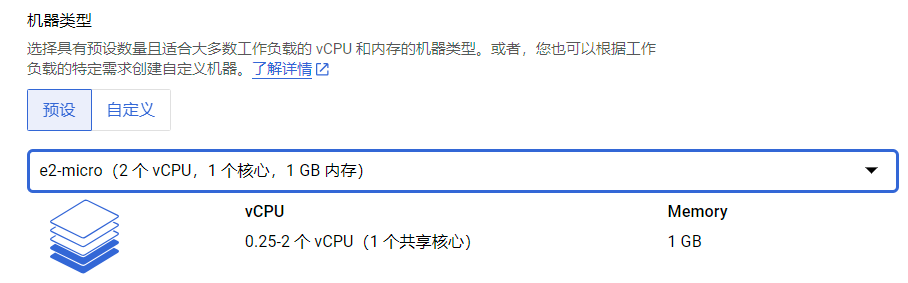 机器类型
选择具有预设数量且适合大多数工作负载的 vCPU 和内存的机器类型。或者，您也可以根据工作
负载的特定需求创建自定义机器。了解详情
预设 自定义
e2-micro（2 个 vCPU，1 个核心，1 GB 内存）
vCPU Memory
0.25-2 个 vCPU（1 个共享核心） 1 GB